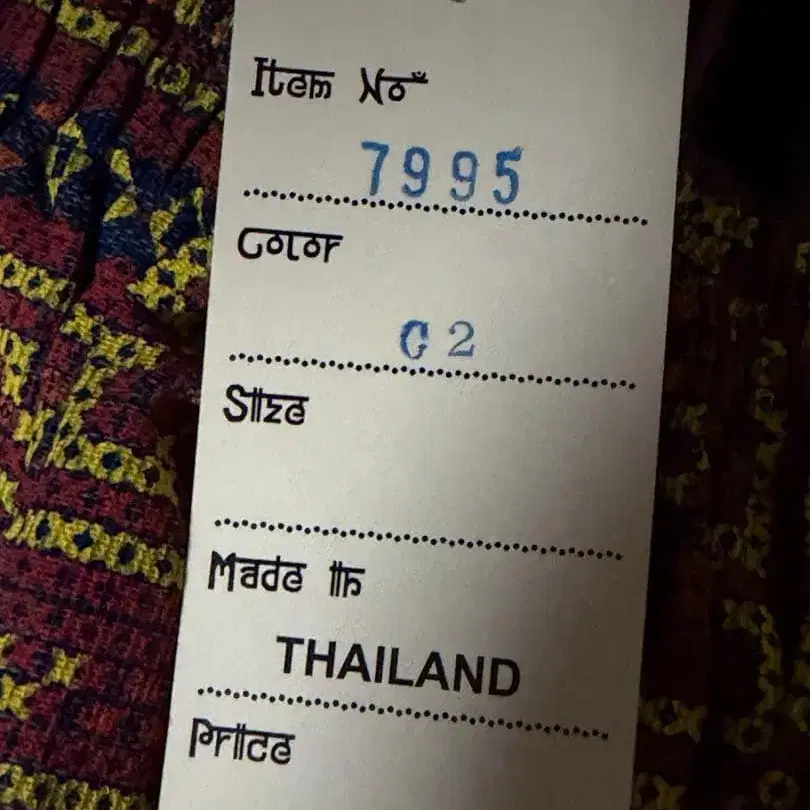 Item No
7995
Color
C2
Size
Made in
THAILAND
Price